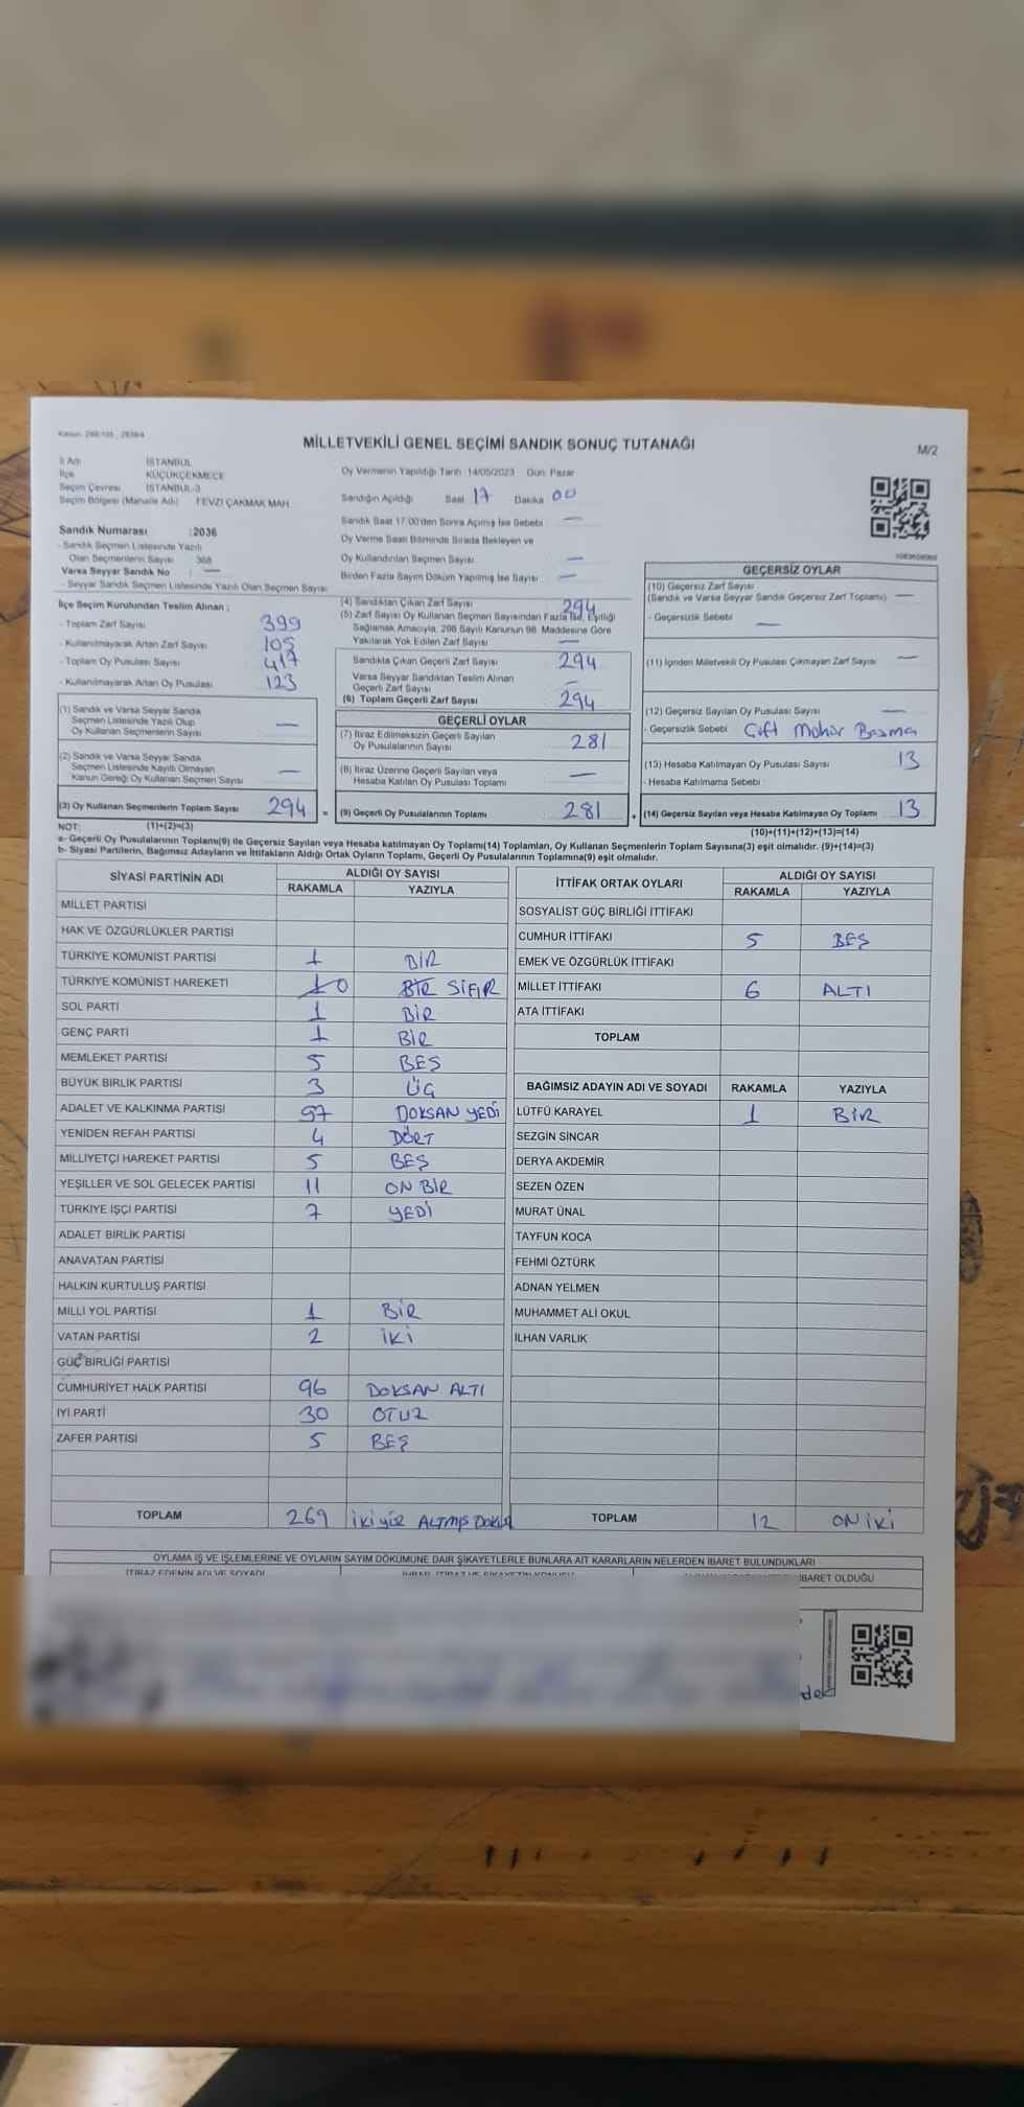 MİLLETVEKİLİ GENEL SEÇİMİ SANDIK SONUÇ TUTANAĞI
M/2
İl Adı İSTANBUL
İlçe KÜÇÜKÇEKMECE
Seçim Çevresi İSTANBUL-3
Seçim Bölgesi (Mahalle Adı) FEVZİ ÇAKMAK MAH.
Oy Vermenin Yapıldığı Tarih 14/05/2023 Gün Pazar
Sandığın Açıldığı Saat 17 Dakika 00
Sandık Saat 17.00'den Sonra Açılmış İse Sebebi —
Oy Verme Saati Bitiminde Sırada Bekleyen ve
Oy Kullandırılan Seçmen Sayısı —
Birden Fazla Sayım Döküm Yapılmış İse Sayısı —
Sandık Numarası :2036
- Sandık Seçmen Listesinde Yazılı
Olan Seçmenlerin Sayısı
Varsa Seyyar Sandık No : —
- Seyyar Sandık Seçmen Listesinde Yazılı Olan Seçmen Sayısı
İlçe Seçim Kurulundan Teslim Alınan ;
- Toplam Zarf Sayısı 399
- Kullanılmayarak Artan Zarf Sayısı 105
- Toplam Oy Pusulası Sayısı 417
- Kullanılmayarak Artan Oy Pusulası 123
(1) Sandık ve Varsa Seyyar Sandık
Seçmen Listesinde Yazılı Olup
Oy Kullanan Seçmenlerin Sayısı —
(2) Sandık ve Varsa Seyyar Sandık
Seçmen Listesinde Kayıtlı Olmayan
Kanun Gereği Oy Kullanan Seçmen Sayısı —
(3) Oy Kullanan Seçmenlerin Toplam Sayısı 294 =
NOT: (1)+(2)=(3)
(4) Sandıktan Çıkan Zarf Sayısı 294
(5) Zarf Sayısı Oy Kullanan Seçmen Sayısından Fazla İse, Eşitliği
Sağlamak Amacıyla, 298 Sayılı Kanunun 98. Maddesine Göre
Yakılarak Yok Edilen Zarf Sayısı —
Sandıkta Çıkan Geçerli Zarf Sayısı 294
Varsa Seyyar Sandıktan Teslim Alınan
Geçerli Zarf Sayısı —
(6) Toplam Geçerli Zarf Sayısı 294
GEÇERLİ OYLAR
(7) İtiraz Edilmeksizin Geçerli Sayılan
Oy Pusulalarının Sayısı 281
(8) İtiraz Üzerine Geçerli Sayılan veya
Hesaba Katılan Oy Pusulası Toplamı —
(9) Geçerli Oy Pusulalarının Toplamı 281 +
GEÇERSİZ OYLAR
(10) Geçersiz Zarf Sayısı
(Sandık ve Varsa Seyyar Sandık Geçersiz Zarf Toplamı) —
- Geçersizlik Sebebi —
(11) İçinden Milletvekili Oy Pusulası Çıkmayan Zarf Sayısı —
(12) Geçersiz Sayılan Oy Pusulası Sayısı —
- Geçersizlik Sebebi Çift Mühür Basma
(13) Hesaba Katılmayan Oy Pusulası Sayısı 13
- Hesaba Katılmama Sebebi
(14) Geçersiz Sayılan veya Hesaba Katılmayan Oy Toplamı 13
(10)+(11)+(12)+(13)=(14)
a- Geçerli Oy Pusulalarının Toplamı(9) ile Geçersiz Sayılan veya Hesaba katılmayan Oy Toplamı(14) Toplamları, Oy Kullanan Seçmenlerin Toplam Sayısına(3) eşit olmalıdır. (9)+(14)=(3)
b- Siyasi Partilerin, Bağımsız Adayların ve İttifakların Aldığı Ortak Oyların Toplamı, Geçerli Oy Pusulalarının Toplamına(9) eşit olmalıdır.
SİYASİ PARTİNİN ADI ALDIĞI OY SAYISI
RAKAMLA YAZIYLA
MİLLET PARTİSİ
HAK VE ÖZGÜRLÜKLER PARTİSİ
TÜRKİYE KOMÜNİST PARTİSİ 1 BİR
TÜRKİYE KOMÜNİST HAREKETİ 1 0 BİR SIFIR
SOL PARTİ 1 BİR
GENÇ PARTİ 1 BİR
MEMLEKET PARTİSİ 5 BEŞ
BÜYÜK BİRLİK PARTİSİ 3 ÜÇ
ADALET VE KALKINMA PARTİSİ 97 DOKSAN YEDİ
YENİDEN REFAH PARTİSİ 4 DÖRT
MİLLİYETÇİ HAREKET PARTİSİ 5 BEŞ
YEŞİLLER VE SOL GELECEK PARTİSİ 11 ON BİR
TÜRKİYE İŞÇİ PARTİSİ 7 YEDİ
ADALET BİRLİK PARTİSİ
ANAVATAN PARTİSİ
HALKIN KURTULUŞ PARTİSİ
MİLLİ YOL PARTİSİ 1 BİR
VATAN PARTİSİ 2 İKİ
GÜÇ BİRLİĞİ PARTİSİ
CUMHURİYET HALK PARTİSİ 96 DOKSAN ALTI
İYİ PARTİ 30 OTUZ
ZAFER PARTİSİ 5 BEŞ
TOPLAM 269 İKİ YÜZ ALTMIŞ DOKUZ
İTTİFAK ORTAK OYLARI ALDIĞI OY SAYISI
RAKAMLA YAZIYLA
SOSYALİST GÜÇ BİRLİĞİ İTTİFAKI
CUMHUR İTTİFAKI 5 BEŞ
EMEK VE ÖZGÜRLÜK İTTİFAKI
MİLLET İTTİFAKI 6 ALTI
ATA İTTİFAKI
TOPLAM
BAĞIMSIZ ADAYIN ADI VE SOYADI RAKAMLA YAZIYLA
LÜTFÜ KARAYEL 1 BİR
SEZGİN SİNCAR
DERYA AKDEMİR
SEZEN ÖZEN
MURAT ÜNAL
TAYFUN KOCA
FEHMİ ÖZTÜRK
ADNAN YELMEN
MUHAMMET ALİ OKUL
İLHAN VARLIK
TOPLAM 12 ON İKİ
OYLAMA İŞ VE İŞLEMLERİNE VE OYLARIN SAYIM DÖKÜMÜNE DAİR ŞİKAYETLERLE BUNLARA AİT KARARLARIN NELERDEN İBARET BULUNDUKLARI
İTİRAZ EDENİN ADI VE SOYADI
İBARET OLDUĞU